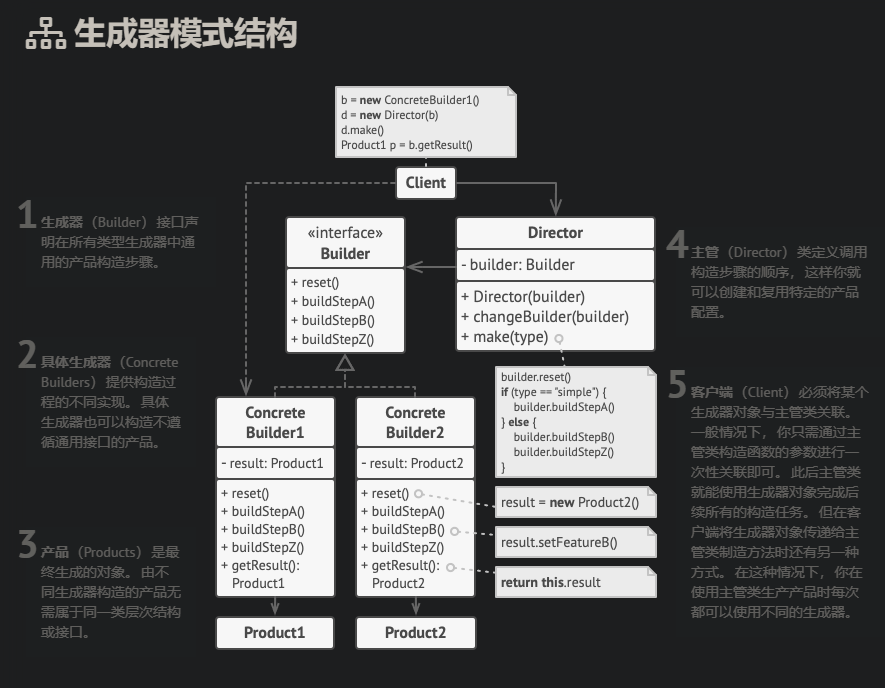 生成器模式结构
b = new ConcreteBuilder1()
d = new Director(b)
d.make()
Product1 p = b.getResult()
Client
1
生成器（Builder）接口声
明在所有类型生成器中通
用的产品构造步骤。
«interface»
Builder
+ reset()
+ buildStepA()
+ buildStepB()
+ buildStepZ()
Director
- builder: Builder
+ Director(builder)
+ changeBuilder(builder)
+ make(type)
4
主管（Director）类定义调用
构造步骤的顺序，这样你就
可以创建和复用特定的产品
配置。
2
具体生成器（Concrete
Builders）提供构造过
程的不同实现。具体
生成器也可以构造不遵
循通用接口的产品。
builder.reset()
if (type == "simple") {
builder.buildStepA()
} else {
builder.buildStepB()
builder.buildStepZ()
}
Concrete
Builder1
- result: Product1
+ reset()
+ buildStepA()
+ buildStepB()
+ buildStepZ()
+ getResult():
Product1
Concrete
Builder2
- result: Product2
+ reset()
+ buildStepA()
+ buildStepB()
+ buildStepZ()
+ getResult():
Product2
result = new Product2()
result.setFeatureB()
return this.result
5
客户端（Client）必须将某个
生成器对象与主管类关联。
一般情况下，你只需通过主
管类构造函数的参数进行一
次性关联即可。此后主管类
就能使用生成器对象完成后
续所有的构造任务。但在客
户端将生成器对象传递给主
管类制造方法时还有另一种
方式。在这种情况下，你在
使用主管类生产产品时每次
都可以使用不同的生成器。
3
产品（Products）是最
终生成的对象。由不
同生成器构造的产品无
需属于同一类层次结构
或接口。
Product1
Product2